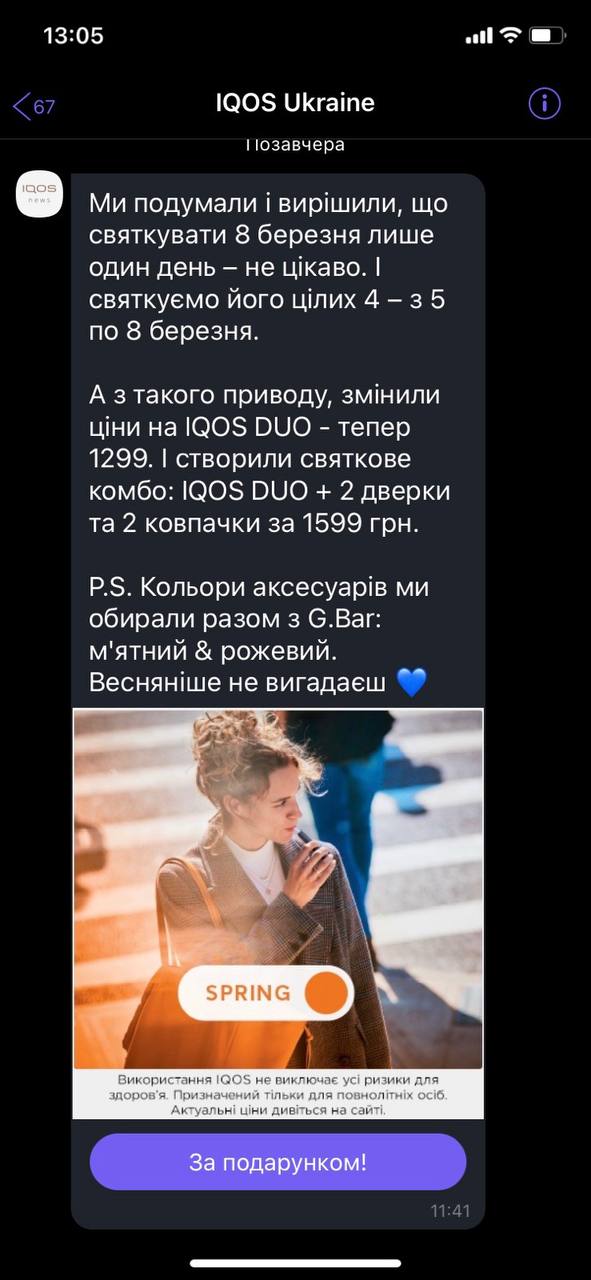 13:05
67
IQOS Ukraine
Позавчера
IQOS
news
Ми подумали і вирішили, що
святкувати 8 березня лише
один день – не цікаво. І
святкуємо його цілих 4 – з 5
по 8 березня.
А з такого приводу, змінили
ціни на IQOS DUO - тепер
1299. І створили святкове
комбо: IQOS DUO + 2 дверки
та 2 ковпачки за 1599 грн.
P.S. Кольори аксесуарів ми
обирали разом з G.Bar:
м'ятний & рожевий.
Весняніше не вигадаєш 💙
SPRING
Використання IQOS не виключає усі ризики для
здоров'я. Призначений тільки для повнолітніх осіб.
Актуальні ціни дивіться на сайті.
За подарунком!
11:41